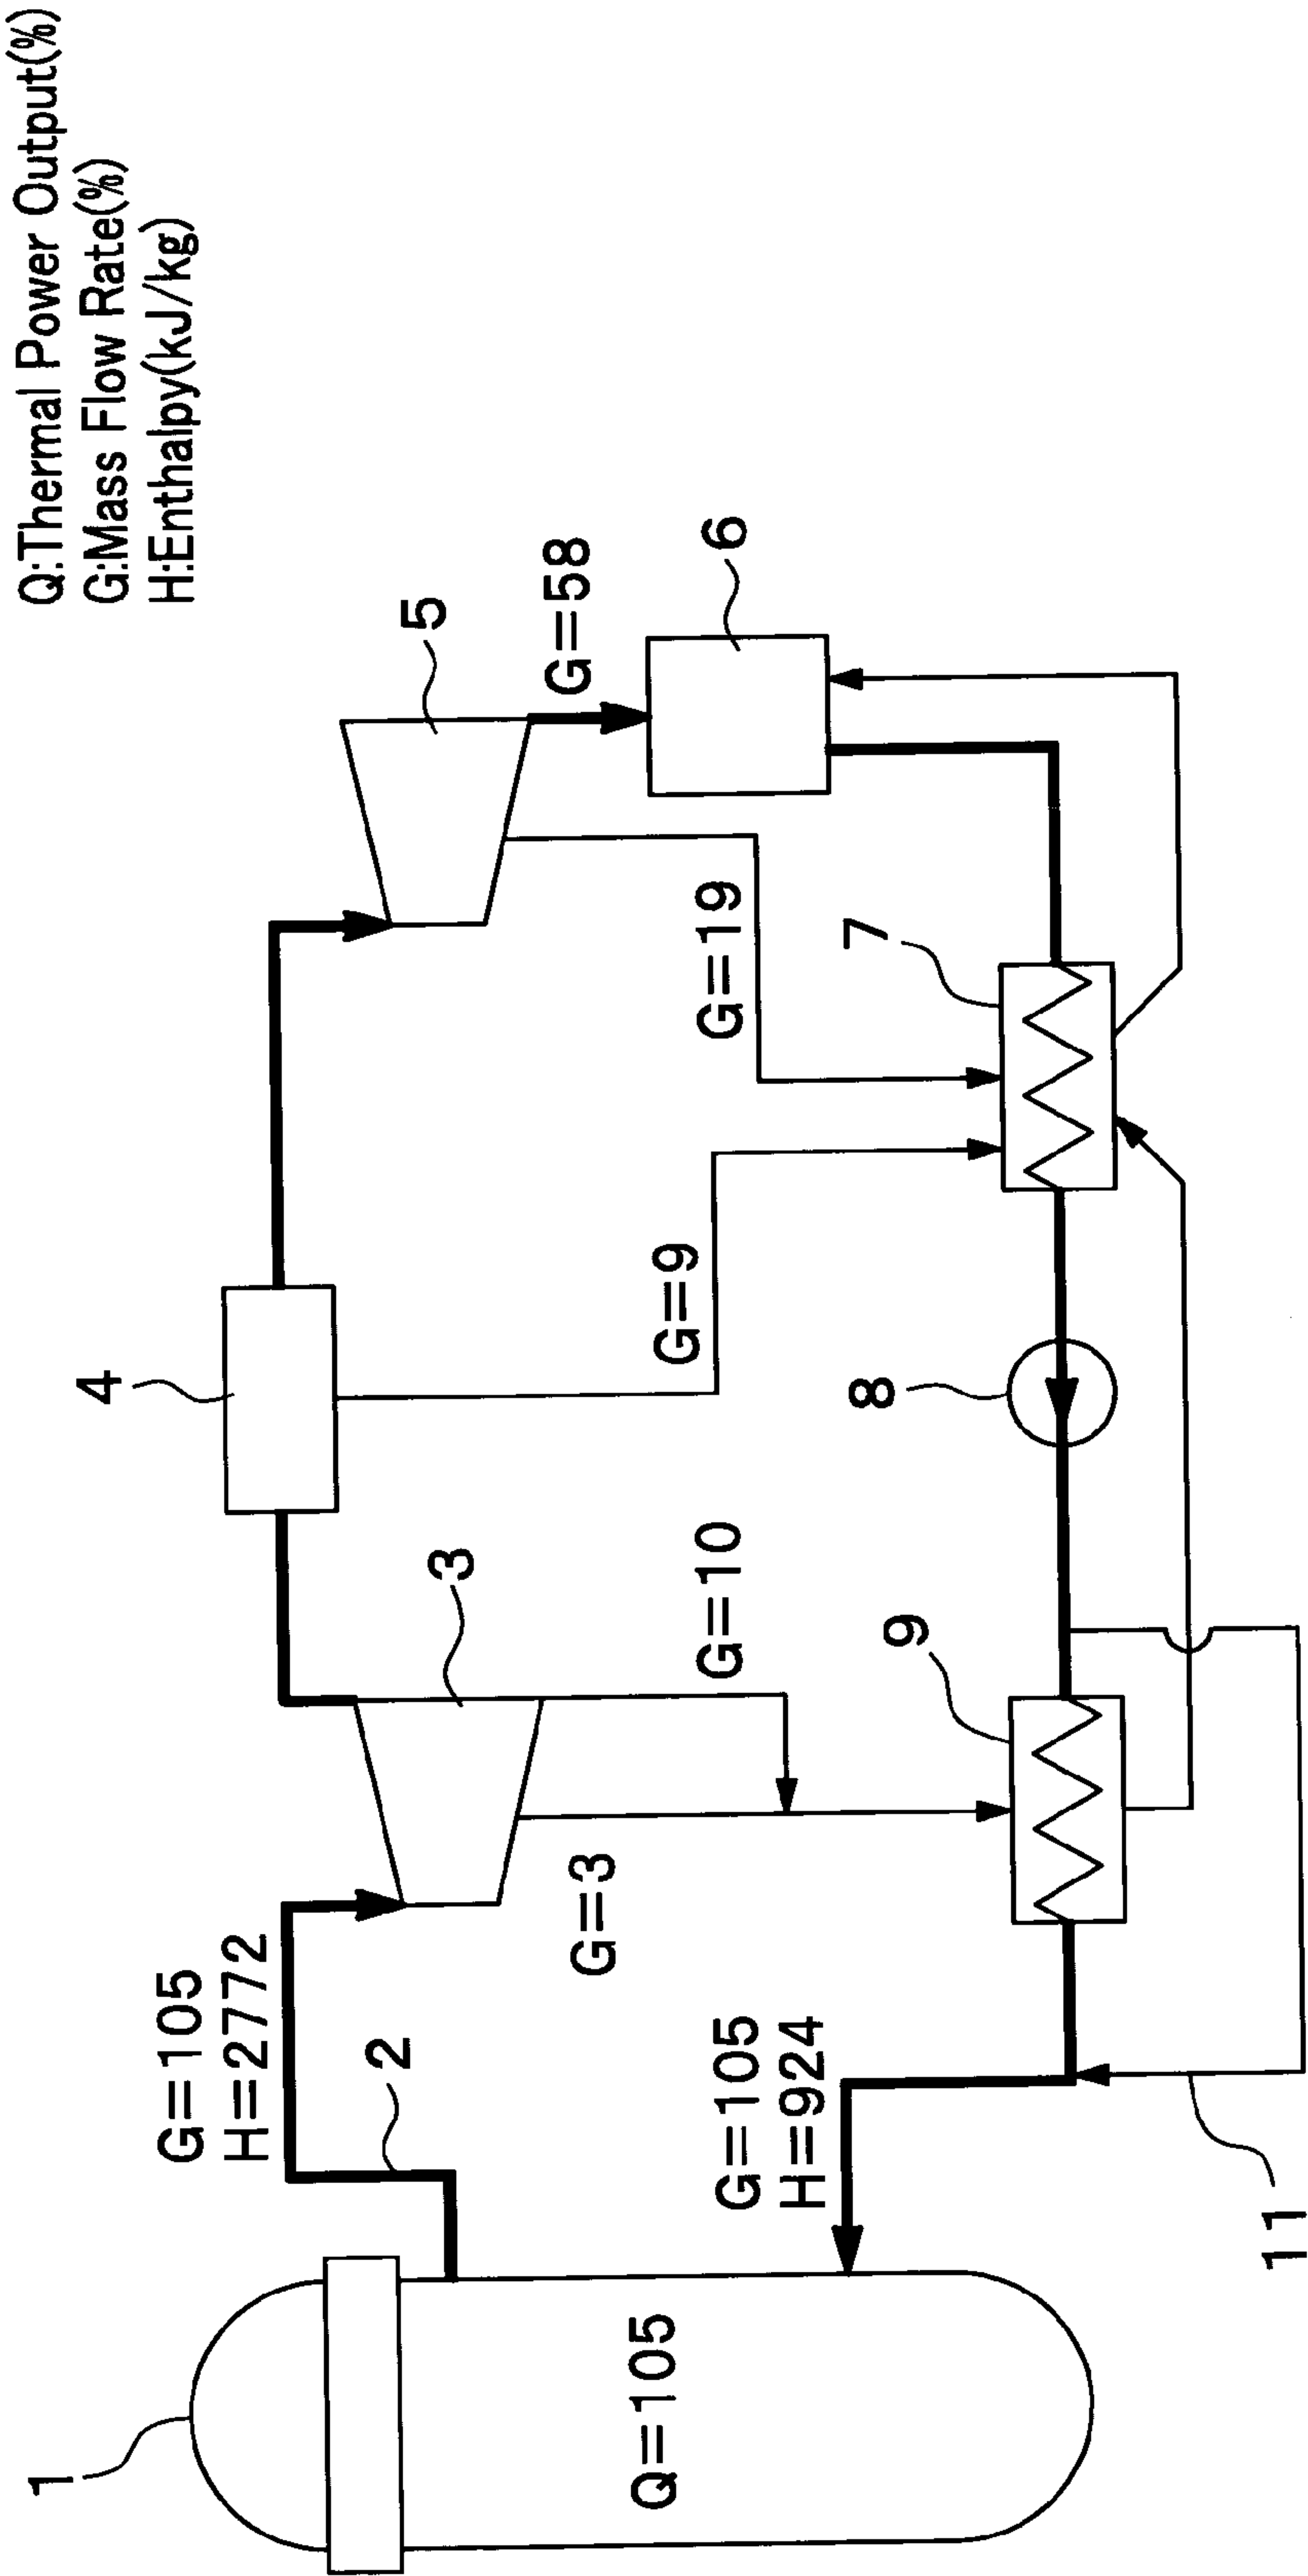 Q:Thermal Power Output(%)
G:Mass Flow Rate(%)
H:Enthalpy(kJ/kg)
1
Q=105
2
G=105
H=2772
3
G=3
G=10
4
G=9
5
G=19
G=58
6
7
8
9
G=105
H=924
11